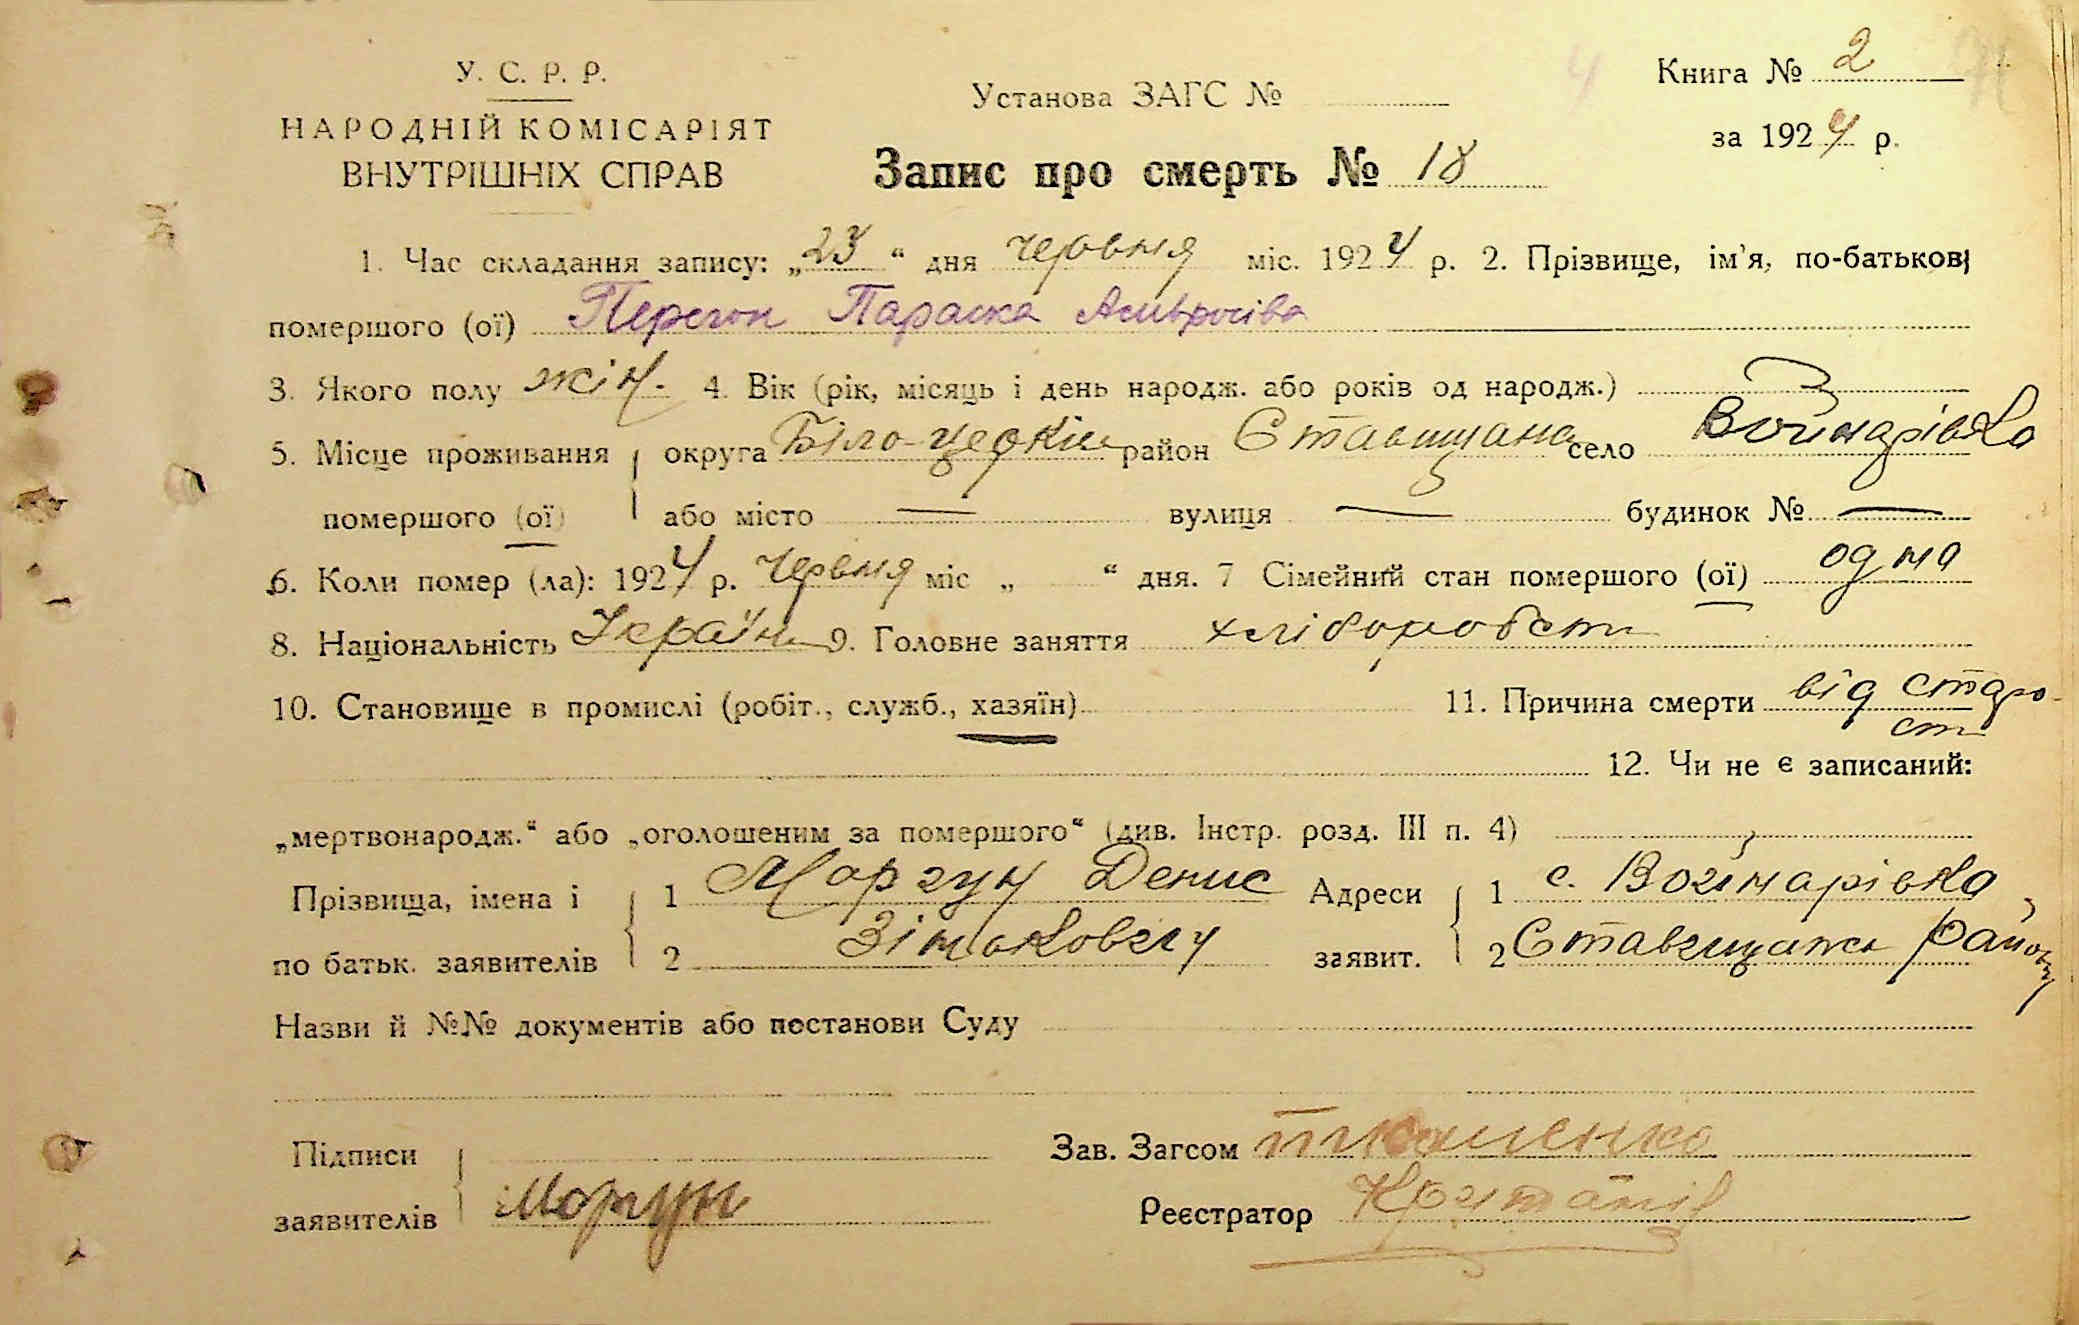 У. С. Р. Р.
НАРОДНІЙ КОМІСАРІЯТ
ВНУТРІШНІХ СПРАВ
Установа ЗАГС №
Книга № 2
за 1924 р.
Запис про смерть № 18
1. Час складання запису: „23“ дня червня міс. 1924 р. 2. Прізвище, ім'я, по-батькові
помершого (ої) Перегон Параска Амвросіва
3. Якого полу жін. 4. Вік (рік, місяць і день народж. або років од народж.)
5. Місце проживання округа Біло-церків район Ставищан село Войнарівка
помершого (ої) або місто — вулиця — будинок № —
6. Коли помер (ла): 1924 р. червня міс „ “ дня. 7 Сімейний стан помершого (ої) одна
8. Національність Україн 9. Головне заняття хліборобств
10. Становище в промислі (робіт., служб., хазяїн) 11. Причина смерти від старо-
сти
12. Чи не є записаний:
„мертвонародж.“ або „оголошеним за помершого“ (див. Інстр. розд. III п. 4)
Прізвища, імена і 1 Моргун Денис Адреси 1 с. Войнарівка,
по батьк. заявителів 2 заявит. 2 Ставищан район
Назви й №№ документів або постанови Суду
Підписи Зав. Загсом
заявителів Моргун Реєстратор